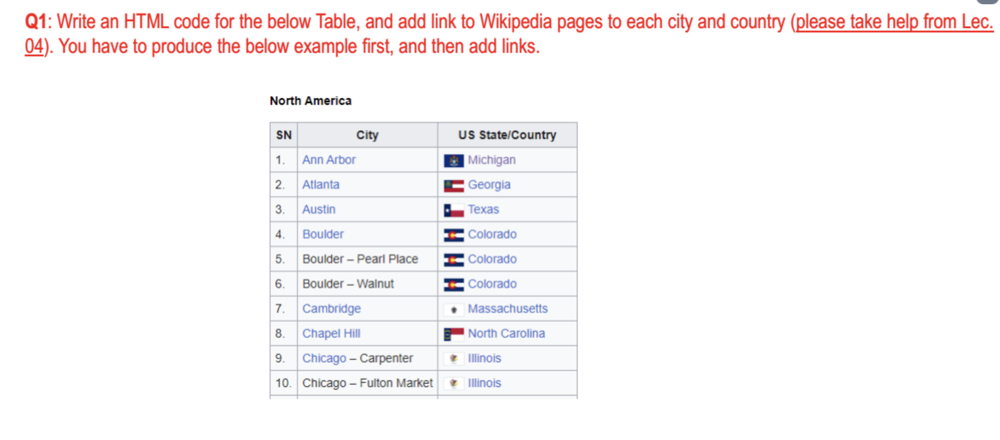 Q1: Write an HTML code for the below Table, and add link to Wikipedia pages to each city and country (please take help from Lec.
04). You have to produce the below example first, and then add links.
North America
SN City US State/Country
1. Ann Arbor Michigan
2. Atlanta Georgia
3. Austin Texas
4. Boulder Colorado
5. Boulder – Pearl Place Colorado
6. Boulder – Walnut Colorado
7. Cambridge Massachusetts
8. Chapel Hill North Carolina
9. Chicago – Carpenter Illinois
10. Chicago – Fulton Market Illinois